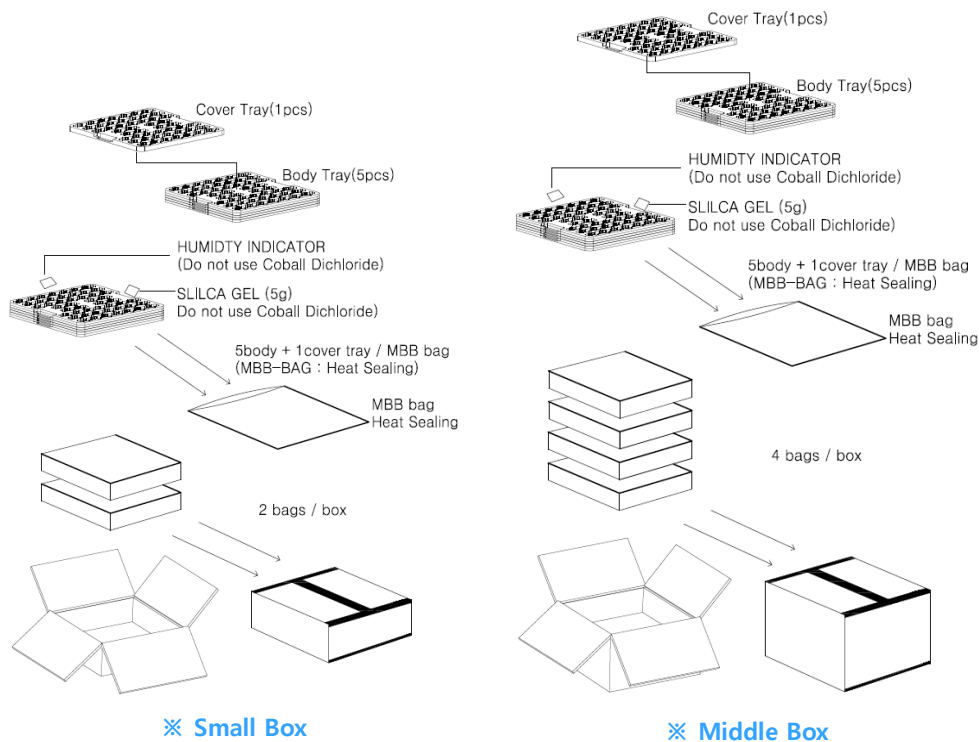 Cover Tray(1pcs)
Body Tray(5pcs)
HUMIDTY INDICATOR
(Do not use Coball Dichloride)
SLILCA GEL (5g)
Do not use Coball Dichloride)
5body + 1cover tray / MBB bag
(MBB-BAG : Heat Sealing)
MBB bag
Heat Sealing
2 bags / box
※ Small Box
Cover Tray(1pcs)
Body Tray(5pcs)
HUMIDTY INDICATOR
(Do not use Coball Dichloride)
SLILCA GEL (5g)
Do not use Coball Dichloride)
5body + 1cover tray / MBB bag
(MBB-BAG : Heat Sealing)
MBB bag
Heat Sealing
4 bags / box
※ Middle Box